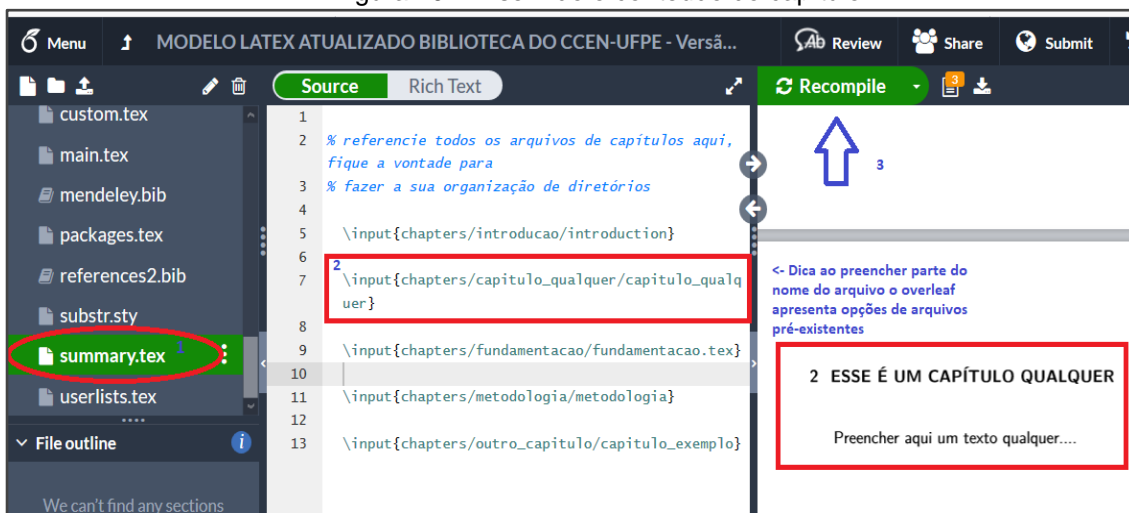 Menu
MODELO LATEX ATUALIZADO BIBLIOTECA DO CCEN-UFPE - Versã...
Review
Share
Submit
Source
Rich Text
Recompile
3
custom.tex
main.tex
mendeley.bib
packages.tex
references2.bib
substr.sty
summary.tex 1
userlists.tex
File outline
We can't find any sections
1
2 % referencie todos os arquivos de capítulos aqui,
fique a vontade para
3 % fazer a sua organização de diretórios
4
5 \input{chapters/introducao/introduction}
6
2
7 \input{chapters/capitulo_qualquer/capitulo_qualq
uer}
8
9 \input{chapters/fundamentacao/fundamentacao.tex}
10
11 \input{chapters/metodologia/metodologia}
12
13 \input{chapters/outro_capitulo/capitulo_exemplo}
3
<- Dica ao preencher parte do
nome do arquivo o overleaf
apresenta opções de arquivos
pré-existentes
2 ESSE É UM CAPÍTULO QUALQUER
Preencher aqui um texto qualquer....